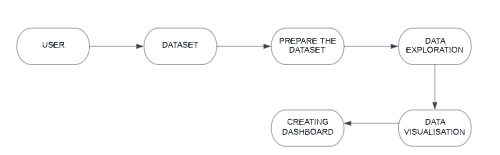 USER
DATASET
PREPARE THE
DATASET
DATA
EXPLORATION
DATA
VISUALISATION
CREATING
DASHBOARD